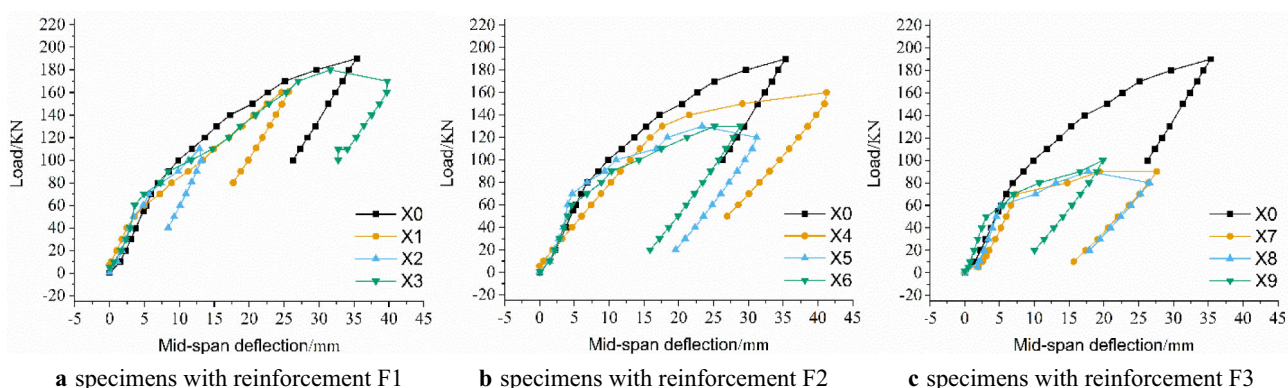 220
200
180
160
140
120
100
80
60
40
20
0
-20
Load/KN
X0
X1
X2
X3
-5 0 5 10 15 20 25 30 35 40 45
Mid-span deflection/mm
a specimens with reinforcement F1
220
200
180
160
140
120
100
80
60
40
20
0
-20
Load/KN
X0
X4
X5
X6
-5 0 5 10 15 20 25 30 35 40 45
Mid-span deflection/mm
b specimens with reinforcement F2
220
200
180
160
140
120
100
80
60
40
20
0
-20
Load/KN
X0
X7
X8
X9
-5 0 5 10 15 20 25 30 35 40 45
Mid-span deflection/mm
c specimens with reinforcement F3